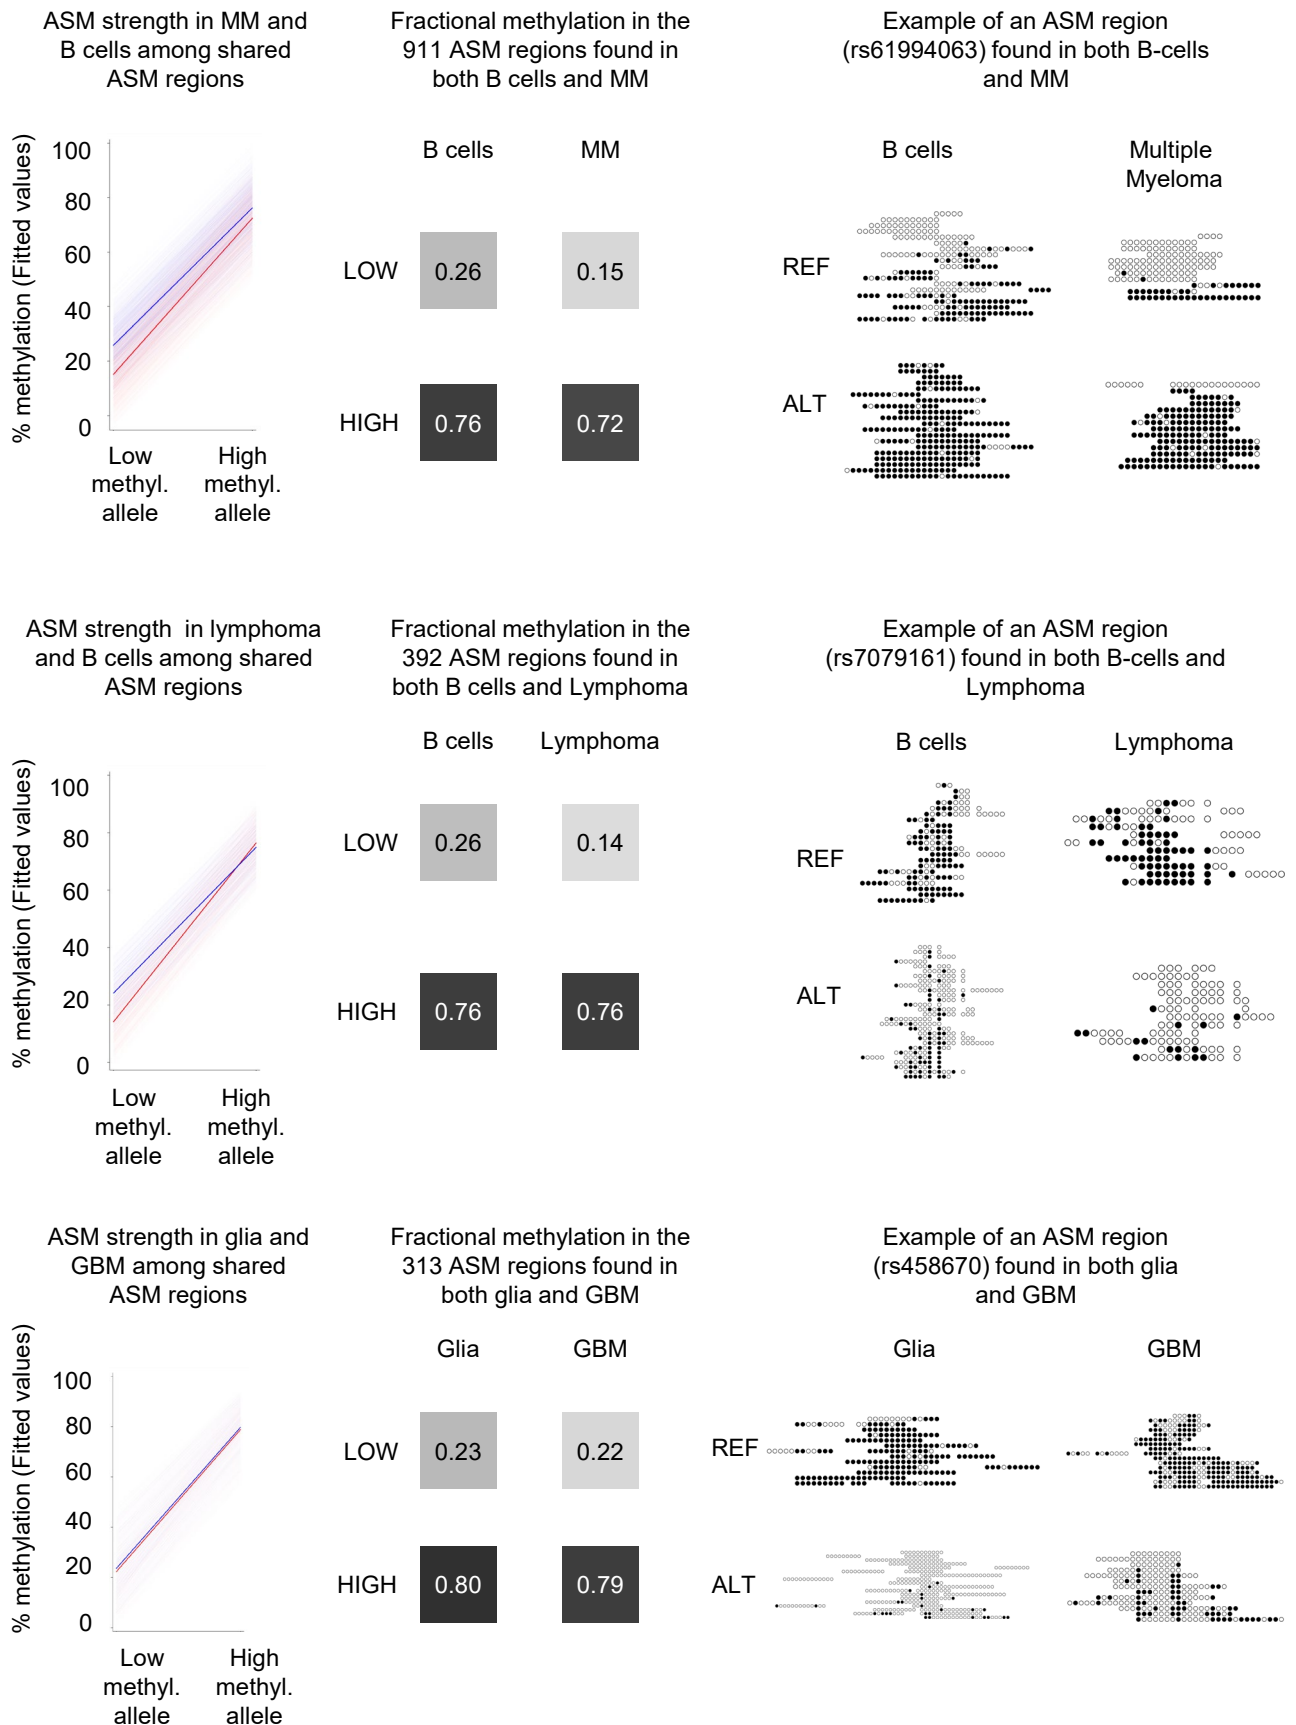 ASM strength in MM and
B cells among shared
ASM regions
Fractional methylation in the
911 ASM regions found in
both B cells and MM
Example of an ASM region
(rs61994063) found in both B-cells
and MM
% methylation (Fitted values)
100
80
60
40
20
0
Low
methyl.
allele
High
methyl.
allele
B cells
MM
LOW
0.26
0.15
HIGH
0.76
0.72
B cells
Multiple
Myeloma
REF
ALT
ASM strength  in lymphoma
and B cells among shared
ASM regions
Fractional methylation in the
392 ASM regions found in
both B cells and Lymphoma
Example of an ASM region
(rs7079161) found in both B-cells and
Lymphoma
% methylation (Fitted values)
100
80
60
40
20
0
Low
methyl.
allele
High
methyl.
allele
B cells
Lymphoma
LOW
0.26
0.14
HIGH
0.76
0.76
B cells
Lymphoma
REF
ALT
ASM strength in glia and
GBM among shared
ASM regions
Fractional methylation in the
313 ASM regions found in
both glia and GBM
Example of an ASM region
(rs458670) found in both glia
and GBM
% methylation (Fitted values)
100
80
60
40
20
0
Low
methyl.
allele
High
methyl.
allele
Glia
GBM
LOW
0.23
0.22
HIGH
0.80
0.79
Glia
GBM
REF
ALT